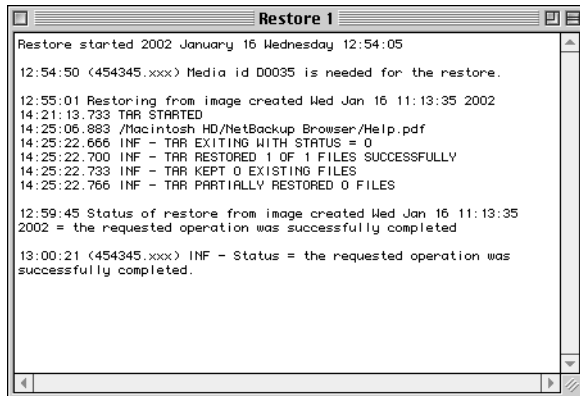 Restore 1
Restore started 2002 January 16 Wednesday 12:54:05
12:54:50 (454345.xxx) Media id D0035 is needed for the restore.
12:55:01 Restoring from image created Wed Jan 16 11:13:35 2002
14:21:13.733 TAR STARTED
14:25:06.883 /Macintosh HD/NetBackup Browser/Help.pdf
14:25:22.666 INF - TAR EXITING WITH STATUS = 0
14:25:22.700 INF - TAR RESTORED 1 OF 1 FILES SUCCESSFULLY
14:25:22.733 INF - TAR KEPT 0 EXISTING FILES
14:25:22.766 INF - TAR PARTIALLY RESTORED 0 FILES
12:59:45 Status of restore from image created Wed Jan 16 11:13:35
2002 = the requested operation was successfully completed
13:00:21 (454345.xxx) INF - Status = the requested operation was
successfully completed.